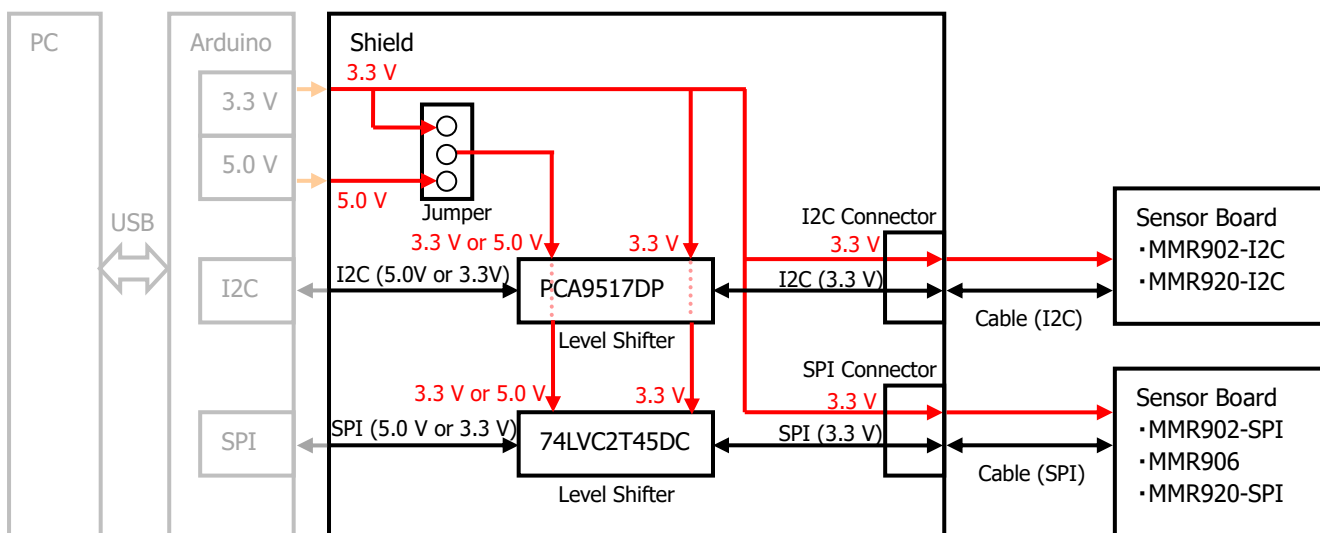 PC
Arduino
Shield
3.3 V
3.3 V
5.0 V
5.0 V
Jumper
USB
I2C Connector
Sensor Board
・MMR902-I2C
・MMR920-I2C
3.3 V or 5.0 V
3.3 V
3.3 V
I2C
I2C (5.0V or 3.3V)
PCA9517DP
I2C (3.3 V)
Cable (I2C)
Level Shifter
SPI Connector
3.3 V or 5.0 V
3.3 V
3.3 V
Sensor Board
・MMR902-SPI
・MMR906
・MMR920-SPI
SPI
SPI (5.0 V or 3.3 V)
74LVC2T45DC
SPI (3.3 V)
Cable (SPI)
Level Shifter